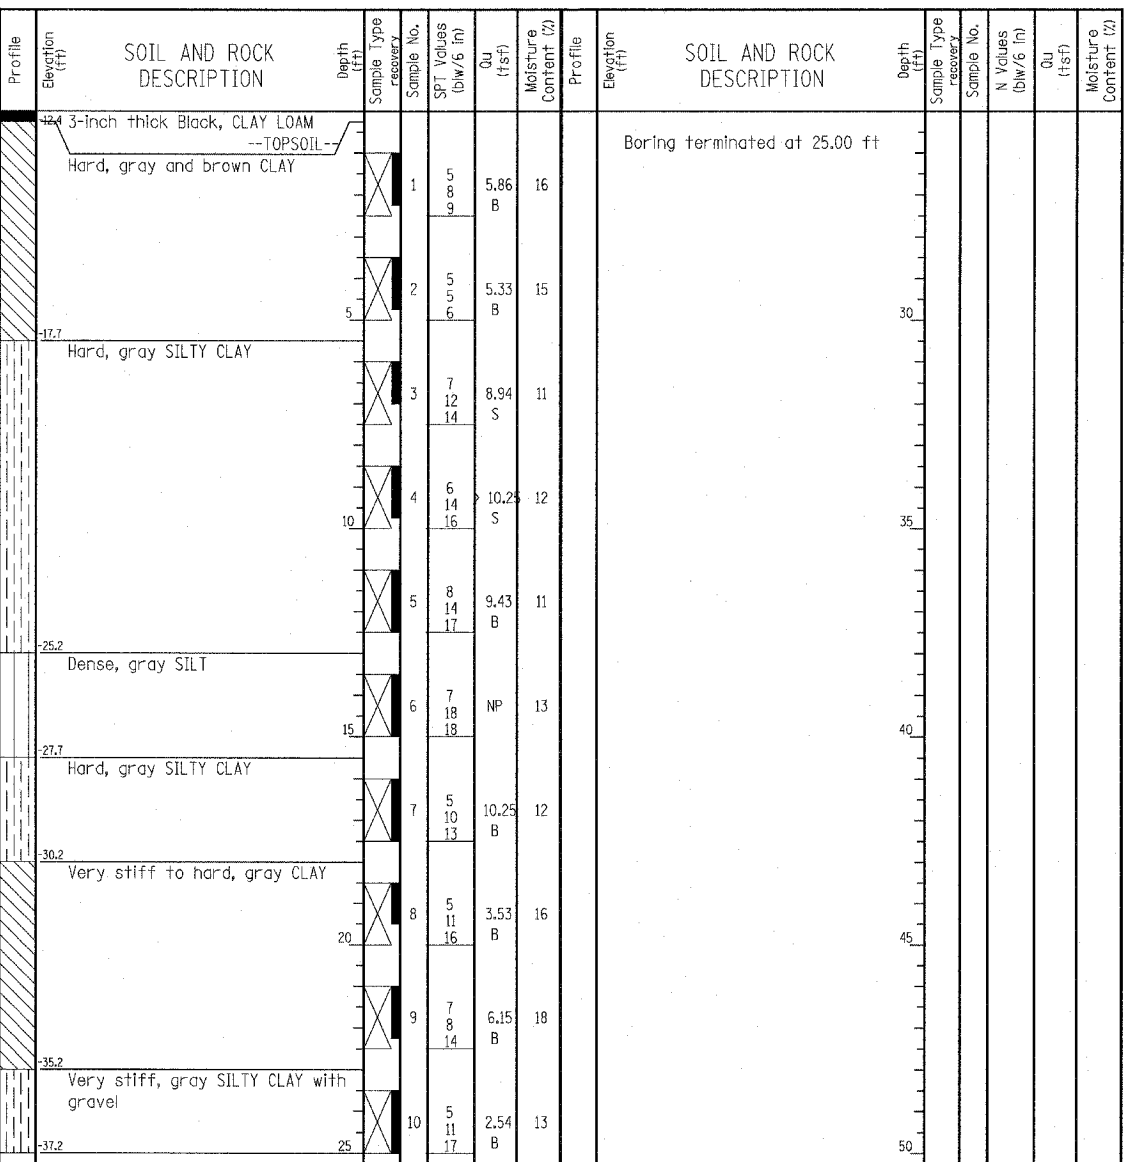 Profile
Elevation
(ft)
SOIL AND ROCK
DESCRIPTION
Depth
(ft)
Sample Type
recovery
Sample No.
SPT Values
(blw/6 in)
Qu
(tsf)
Moisture
Content (%)
Profile
Elevation
(ft)
SOIL AND ROCK
DESCRIPTION
Depth
(ft)
Sample Type
recovery
Sample No.
N Values
(blw/6 in)
Qu
(tsf)
Moisture
Content (%)
-12.4 3-inch thick Black, CLAY LOAM
--TOPSOIL--
Boring terminated at 25.00 ft
Hard, gray and brown CLAY
1
5
8
9
5.86
B
16
2
5
5
6
5.33
B
15
5
30
-17.7
Hard, gray SILTY CLAY
3
7
12
14
8.94
S
11
4
6
14
16
> 10.25
S
12
10
35
5
8
14
17
9.43
B
11
-25.2
Dense, gray SILT
6
7
18
18
NP
13
15
40
-27.7
Hard, gray SILTY CLAY
7
5
10
13
10.25
B
12
-30.2
Very stiff to hard, gray CLAY
8
5
11
16
3.53
B
16
20
45
9
7
8
14
6.15
B
18
-35.2
Very stiff, gray SILTY CLAY with
gravel
10
5
11
17
2.54
B
13
-37.2
25
50